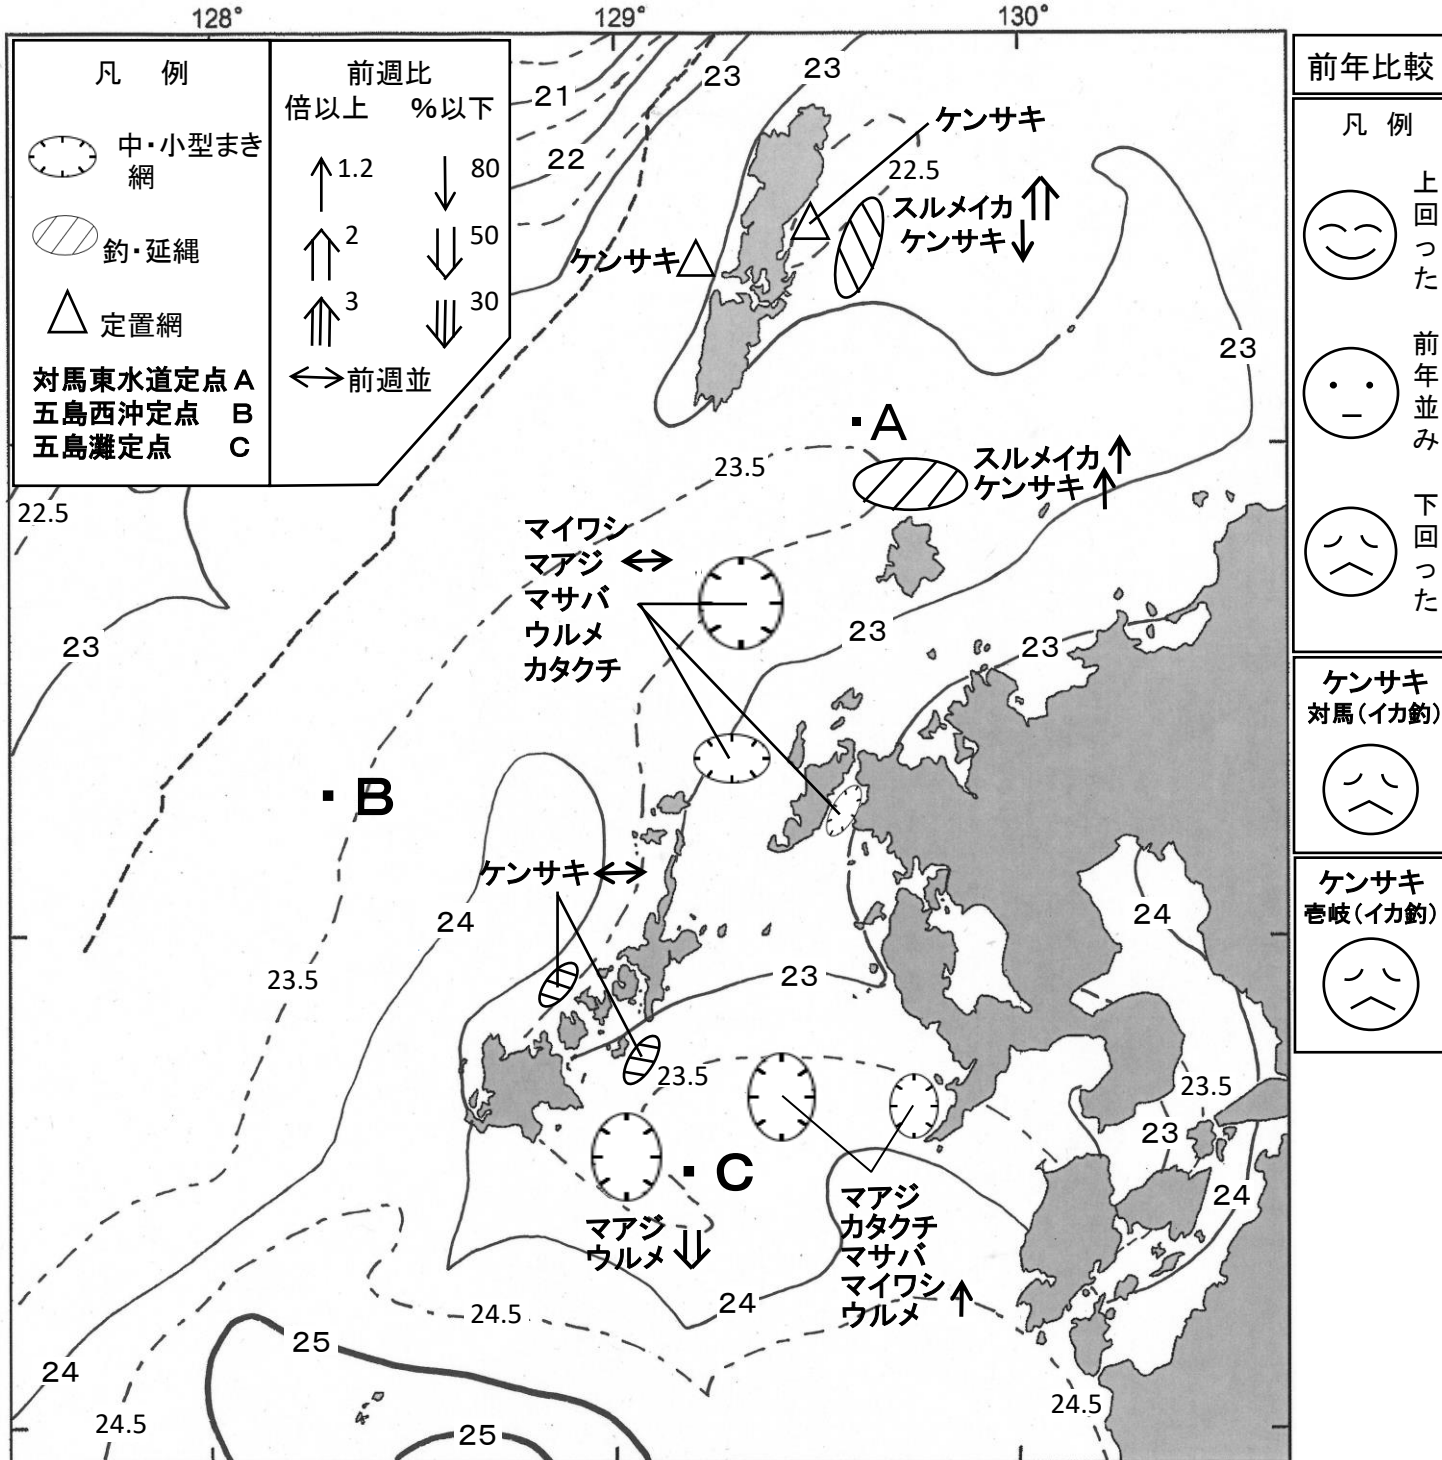 128°
129°
130°
凡 例
中・小型まき
網
釣・延縄
定置網
対馬東水道定点 A
五島西沖定点 B
五島灘定点 C
前週比
倍以上 %以下
1.2 80
2 50
3 30
前週並
21
22
23
23
ケンサキ
22.5
スルメイカ
ケンサキ
ケンサキ
23
A
23.5
スルメイカ
ケンサキ
22.5
マイワシ
マアジ
マサバ
ウルメ
カタクチ
23
23
23
B
ケンサキ
24
24
23.5
23
23.5
23.5
23
C
24
マアジ
ウルメ
マアジ
カタクチ
マサバ
マイワシ
ウルメ
24
24.5
25
24
24.5
24.5
25
前年比較
凡 例
上回った
前年並み
下回った
ケンサキ
対馬(イカ釣)
ケンサキ
壱岐(イカ釣)